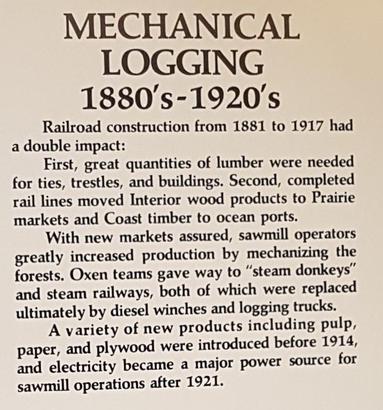 MECHANICAL
LOGGING
1880's-1920's
Railroad construction from 1881 to 1917 had
a double impact:
First, great quantities of lumber were needed
for ties, trestles, and buildings. Second, completed
rail lines moved Interior wood products to Prairie
markets and Coast timber to ocean ports.
With new markets assured, sawmill operators
greatly increased production by mechanizing the
forests. Oxen teams gave way to "steam donkeys"
and steam railways, both of which were replaced
ultimately by diesel winches and logging trucks.
A variety of new products including pulp,
paper, and plywood were introduced before 1914,
and electricity became a major power source for
sawmill operations after 1921.